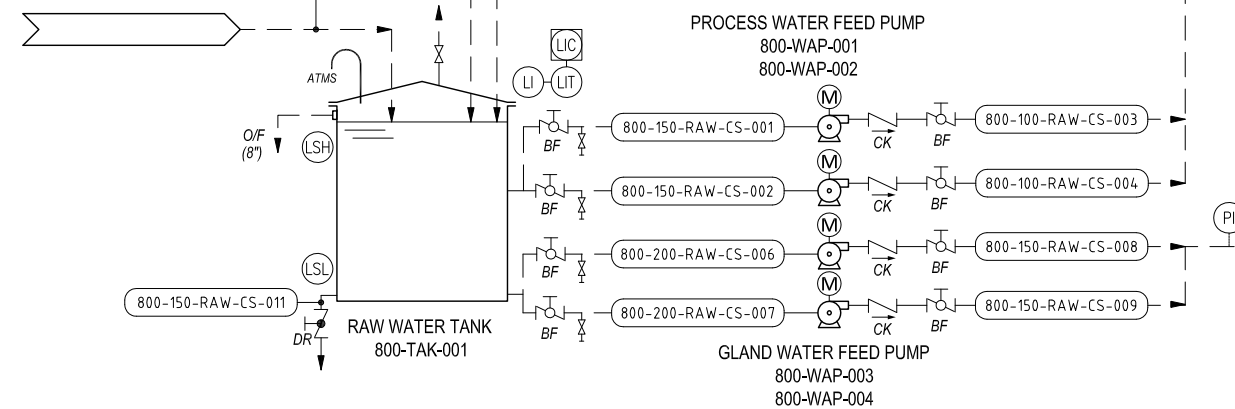 PROCESS WATER FEED PUMP
800-WAP-001
800-WAP-002
LIC
LI
LIT
ATMS
O/F
(8")
LSH
LSL
BF
800-150-RAW-CS-001
M
CK
BF
800-100-RAW-CS-003
BF
800-150-RAW-CS-002
M
CK
BF
800-100-RAW-CS-004
BF
800-200-RAW-CS-006
M
CK
BF
800-150-RAW-CS-008
PI
BF
800-200-RAW-CS-007
M
CK
BF
800-150-RAW-CS-009
800-150-RAW-CS-011
DR
RAW WATER TANK
800-TAK-001
GLAND WATER FEED PUMP
800-WAP-003
800-WAP-004